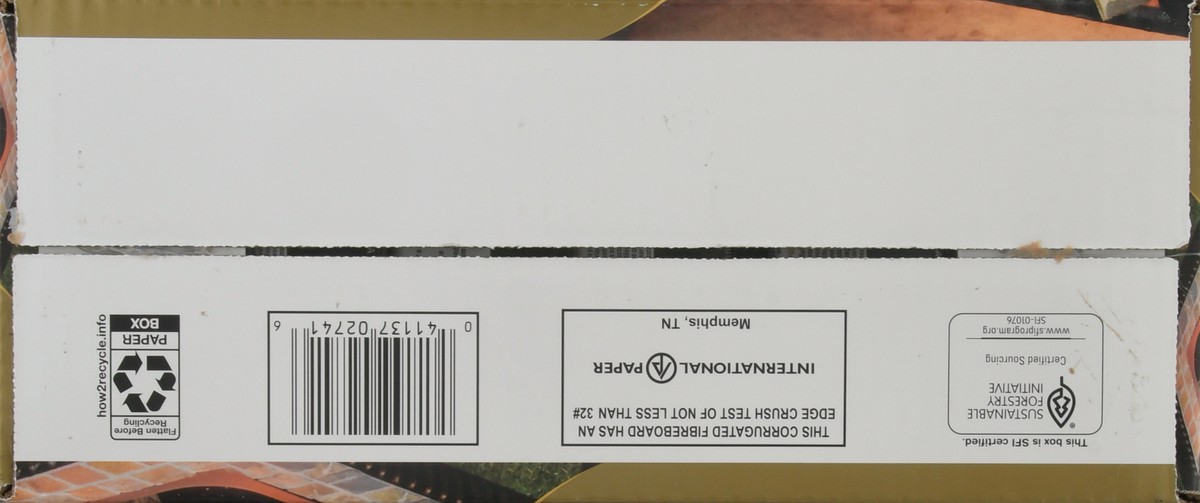 This box is SFI certified.
SUSTAINABLE
FORESTRY
INITIATIVE
®
Certified Sourcing
www.sfiprogram.org
SFI-01076
THIS CORRUGATED FIBREBOARD HAS AN
EDGE CRUSH TEST OF NOT LESS THAN 32#
INTERNATIONAL PAPER
Memphis, TN
0 41137 02741 6
Flatten Before
Recycling
PAPER
BOX
how2recycle.info